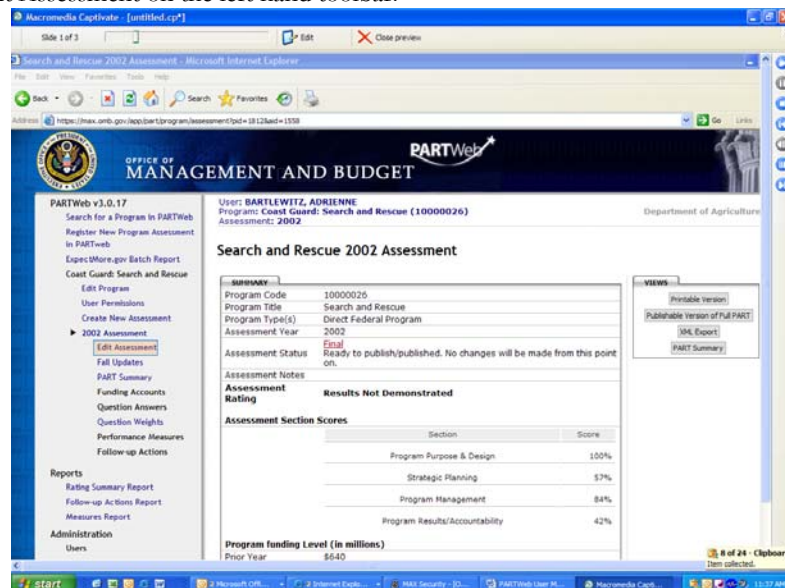 Macromedia Captivate - [untitled.cp*]
Slide 1 of 3
Edit
Close preview
Search and Rescue 2002 Assessment - Microsoft Internet Explorer
File Edit View Favorites Tools Help
Back
Search
Favorites
Address
https://max.omb.gov/app/part/program/assessment?pid=1812&aid=1558
Go
Links
OFFICE OF
MANAGEMENT AND BUDGET
PARTWeb
PARTWeb v3.0.17
Search for a Program in PARTWeb
Register New Program Assessment
in PARTweb
ExpectMore.gov Batch Report
Coast Guard: Search and Rescue
Edit Program
User Permissions
Create New Assessment
2002 Assessment
Edit Assessment
Fall Updates
PART Summary
Funding Accounts
Question Answers
Question Weights
Performance Measures
Follow-up Actions
Reports
Rating Summary Report
Follow-up Actions Report
Measures Report
Administration
Users
User: BARTLEWITZ, ADRIENNE
Program: Coast Guard: Search and Rescue (10000026)
Assessment: 2002
Department of Agriculture
Search and Rescue 2002 Assessment
SUMMARY
Program Code 10000026
Program Title Search and Rescue
Program Type(s) Direct Federal Program
Assessment Year 2002
Assessment Status Final
Ready to publish/published. No changes will be made from this point
on.
Assessment Notes
Assessment
Rating Results Not Demonstrated
Assessment Section Scores
Section Score
Program Purpose & Design 100%
Strategic Planning 57%
Program Management 84%
Program Results/Accountability 42%
Program funding Level (in millions)
Prior Year $640
VIEWS
Printable Version
Publishable Version of Full PART
XML Export
PART Summary
8 of 24 - Clipboar
Item collected.
start
2 Microsoft Off...
2 Internet Explo...
MAX Security - [O...
PARTWeb User M...
Macromedia Capti...
11:37 AM